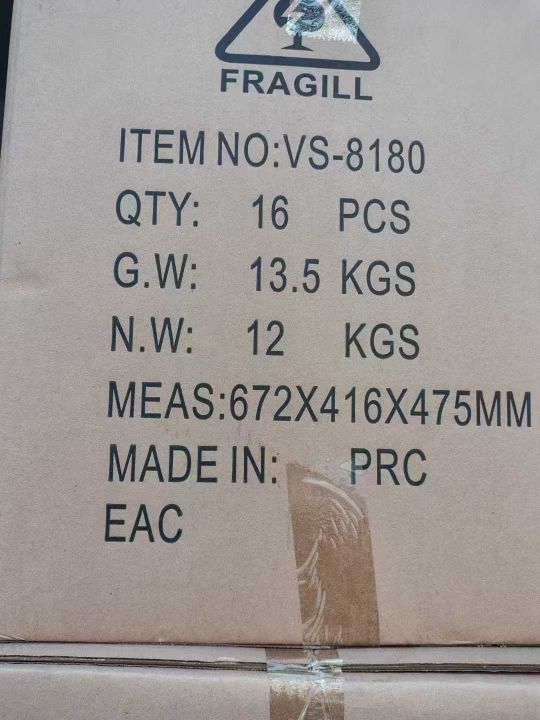 FRAGILL
ITEM NO:VS-8180
QTY: 16 PCS
G.W: 13.5 KGS
N.W: 12 KGS
MEAS:672X416X475MM
MADE IN: PRC
EAC